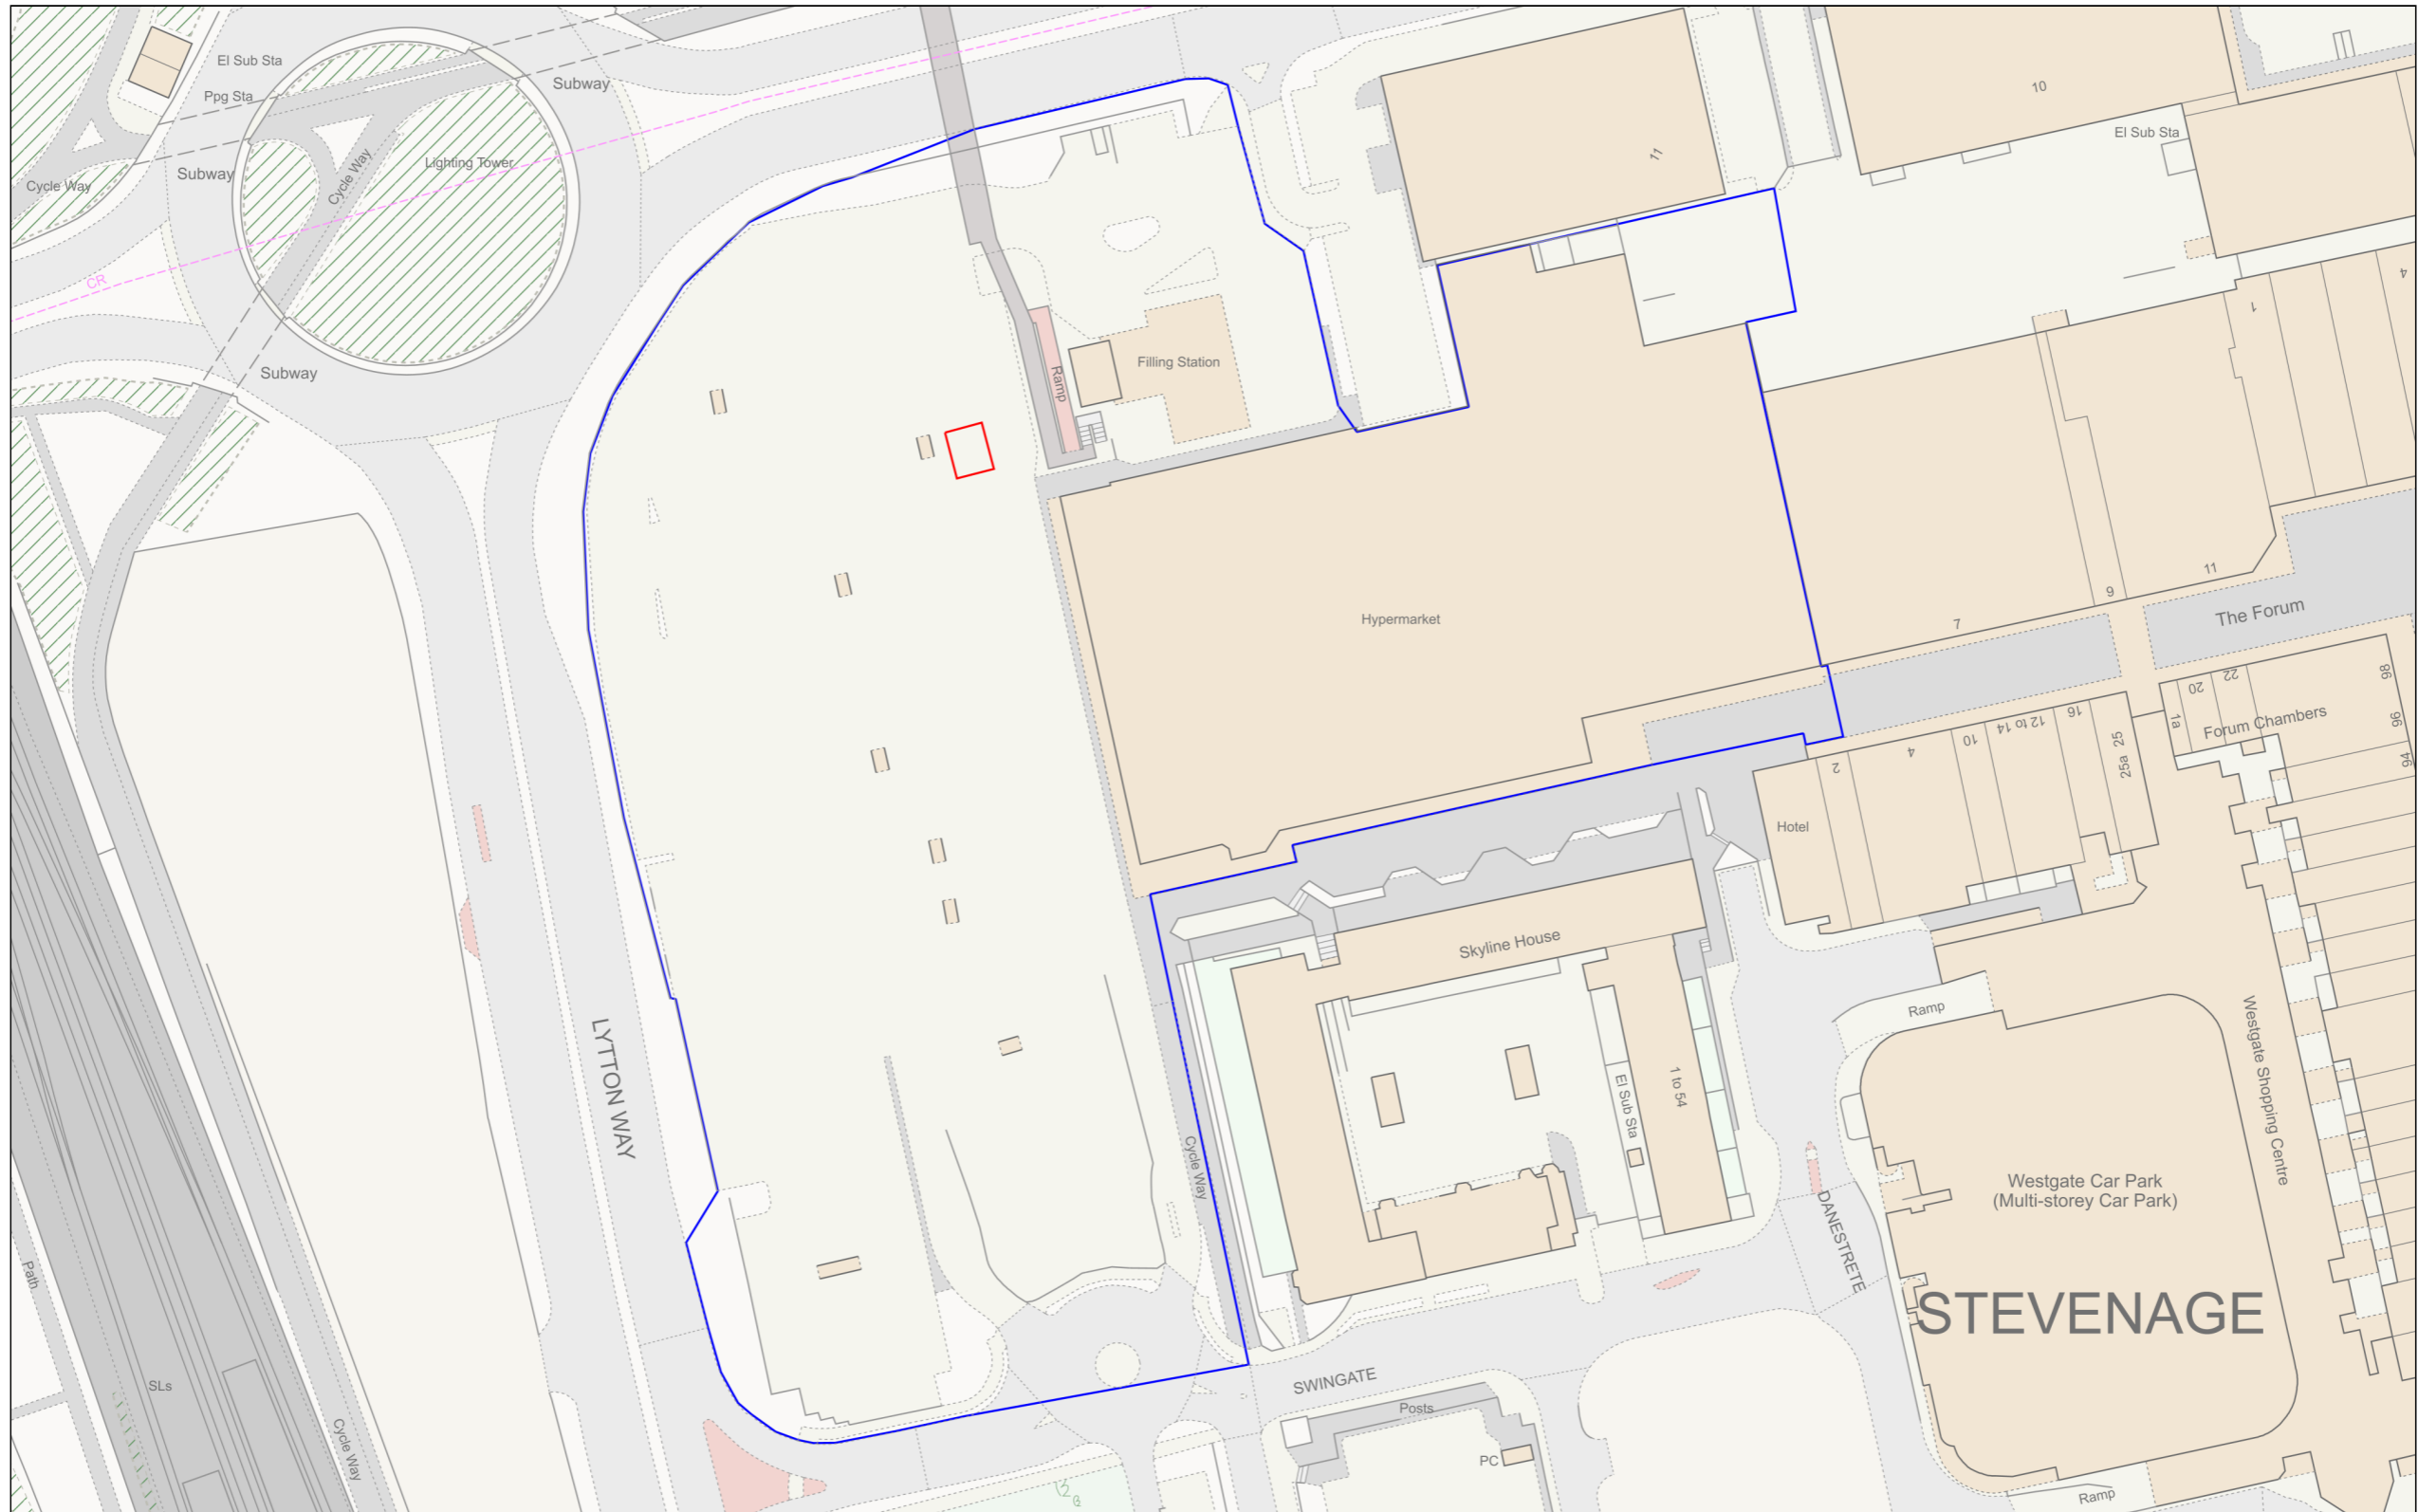 El Sub Sta
Ppg Sta
Subway
Subway
Lighting Tower
Cycle Way
Cycle Way
CR
Subway
Ramp
Filling Station
11
10
El Sub Sta
1
4
Hypermarket
7
9
11
The Forum
98
96
94
20
22
1a
Forum Chambers
2
4
10
12 to 14
16
25
25a
Hotel
Skyline House
LYTTON WAY
Ramp
El Sub Sta
1 to 54
Cycle Way
Westgate Shopping Centre
Westgate Car Park
(Multi-storey Car Park)
DANESTRETE
STEVENAGE
Path
SLs
Cycle Way
SWINGATE
Posts
PC
Ramp